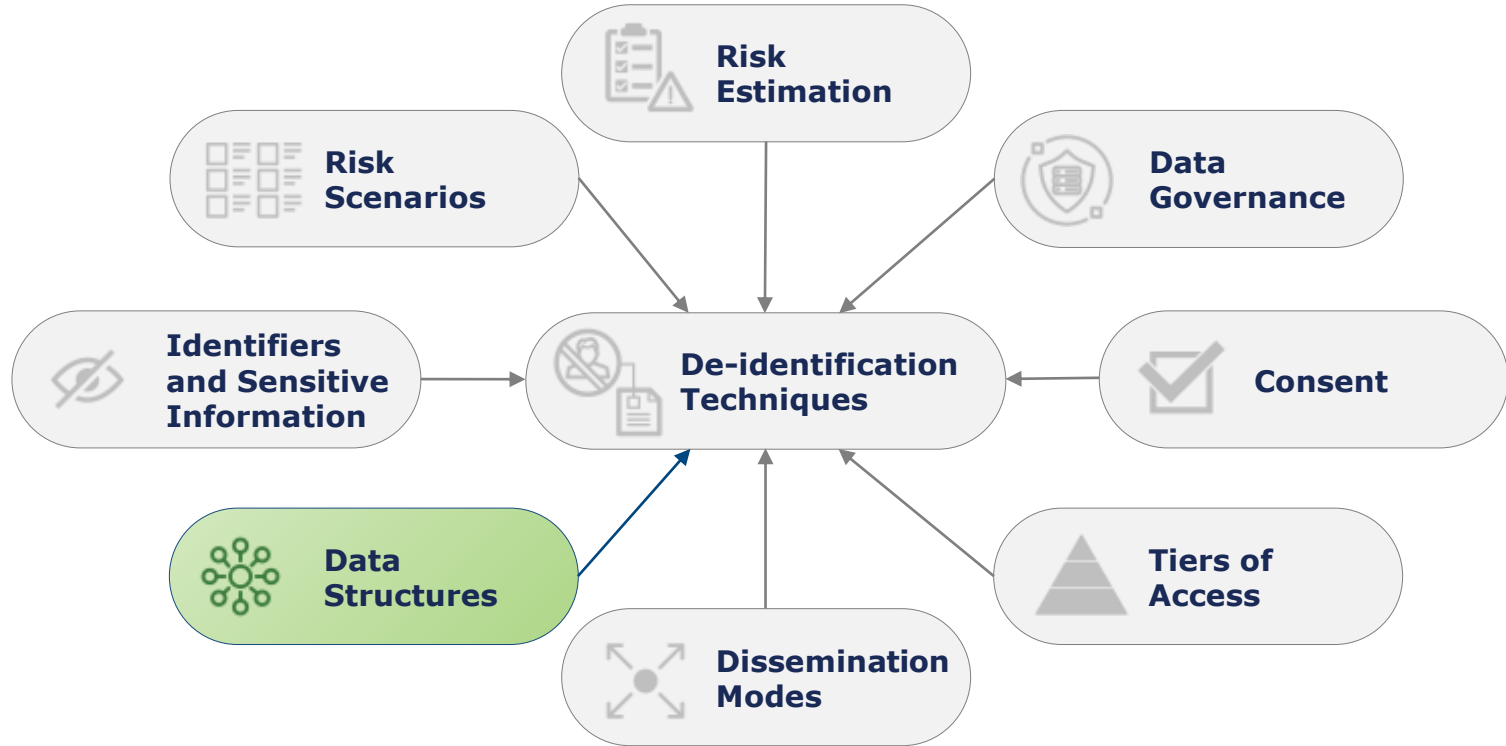 Risk
Estimation
Risk
Scenarios
Data
Governance
Identifiers
and Sensitive
Information
De-identification
Techniques
Consent
Data
Structures
Tiers of
Access
Dissemination
Modes